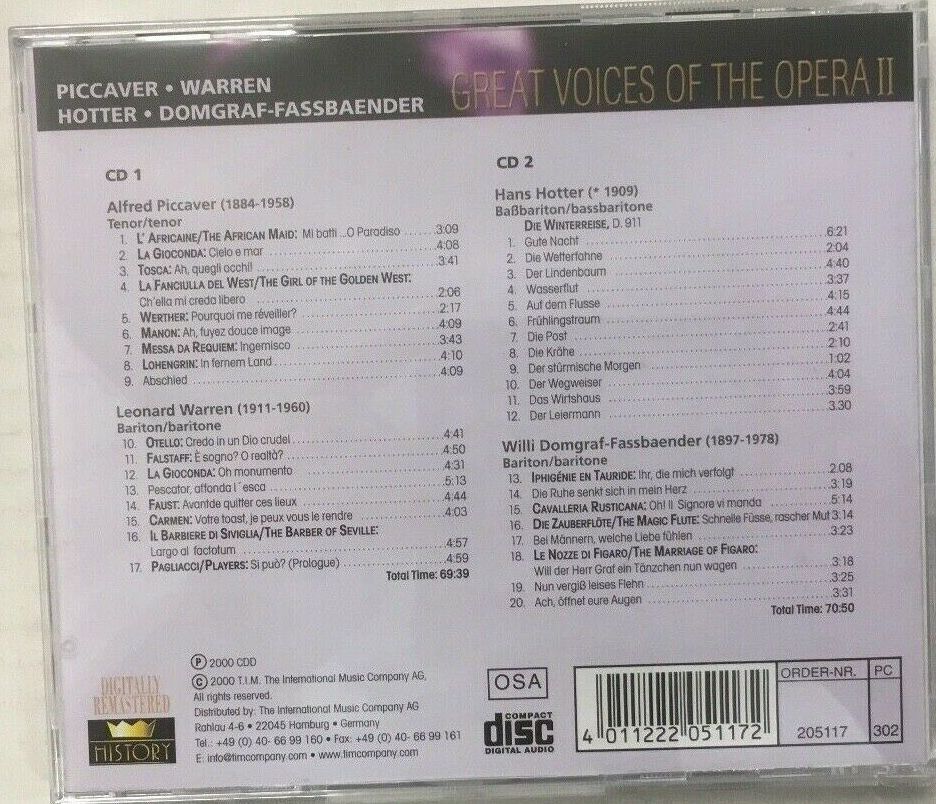 PICCAVER • WARREN
HOTTER • DOMGRAF-FASSBAENDER
GREAT VOICES OF THE OPERA II
CD 1
Alfred Piccaver (1884-1958)
Tenor/tenor
1. L' AFRICAINE/THE AFRICAN MAID: Mi batti ..O Paradiso 3:09
2. LA GIOCONDA: Cielo e mar 4:08
3. TOSCA: Ah, quegli occhi! 3:41
4. LA FANCIULLA DEL WEST/THE GIRL OF THE GOLDEN WEST:
Ch'ella mi creda libero 2:06
5. WERTHER: Pourquoi me réveiller? 2:17
6. MANON: Ah, fuyez douce image 4:09
7. MESSA DA REQUIEM: Ingemisco 3:43
8. LOHENGRIN: In fernem Land 4:10
9. Abschied 4:09
Leonard Warren (1911-1960)
Bariton/baritone
10. OTELLO: Credo in un Dio crudel 4:41
11. FALSTAFF: È sogno? O realtà? 4:50
12. LA GIOCONDA: Oh monumento 4:31
13. Pescator, affonda l´esca 5:13
14. FAUST: Avantde quitter ces lieux 4:44
15. CARMEN: Votre toast, je peux vous le rendre 4:03
16. IL BARBIERE DI SIVIGLIA/THE BARBER OF SEVILLE:
Largo al factotum 4:57
17. PAGLIACCI/PLAYERS: Si può? (Prologue) 4:59
Total Time: 69:39
CD 2
Hans Hotter (* 1909)
Baßbariton/bassbaritone
DIE WINTERREISE, D. 911
1. Gute Nacht 6:21
2. Die Wetterfahne 2:04
3. Der Lindenbaum 4:40
4. Wasserflut 3:37
5. Auf dem Flusse 4:15
6. Frühlingstraum 4:44
7. Die Post 2:41
8. Die Krähe 2:10
9. Der stürmische Morgen 1:02
10. Der Wegweiser 4:04
11. Das Wirtshaus 3:59
12. Der Leiermann 3.30
Willi Domgraf-Fassbaender (1897-1978)
Bariton/baritone
13. IPHIGÉNIE EN TAURIDE: Ihr, die mich verfolgt 2:08
14. Die Ruhe senkt sich in mein Herz 3:19
15. CAVALLERIA RUSTICANA: Oh! Il Signore vi manda 5:14
16. DIE ZAUBERFLÖTE/THE MAGIC FLUTE: Schnelle Füsse, rascher Mut 3:14
17. Bei Männern, welche Liebe fühlen 3:23
18. LE NOZZE DI FIGARO/THE MARRIAGE OF FIGARO:
Will der Herr Graf ein Tänzchen nun wagen 3:18
19. Nun vergiß leises Flehn 3:25
20. Ach, öffnet eure Augen 3:31
Total Time: 70:50
DIGITALLY
REMASTERED
HISTORY
Ⓟ 2000 CDD
© 2000 T.I.M. The International Music Company AG,
All rights reserved.
Distributed by: The International Music Company AG
Rahlau 4-6 • 22045 Hamburg • Germany
Tel.: +49 (0) 40- 66 99 160 • Fax: +49 (0) 40- 66 99 161
E: info@timcompany.com • www.timcompany.com
OSA
COMPACT
disc
DIGITAL AUDIO
4 011222 051172
ORDER-NR. PC
205117 302